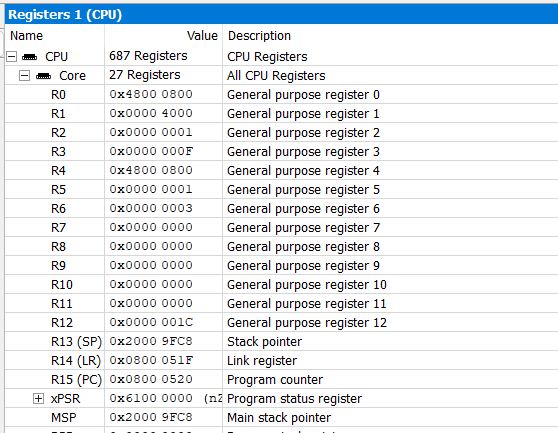 Registers 1 (CPU)
Name Value Description
CPU 687 Registers CPU Registers
Core 27 Registers All CPU Registers
R0 0x4800 0800 General purpose register 0
R1 0x0000 4000 General purpose register 1
R2 0x0000 0001 General purpose register 2
R3 0x0000 000F General purpose register 3
R4 0x4800 0800 General purpose register 4
R5 0x0000 0001 General purpose register 5
R6 0x0000 0003 General purpose register 6
R7 0x0000 0000 General purpose register 7
R8 0x0000 0000 General purpose register 8
R9 0x0000 0000 General purpose register 9
R10 0x0000 0000 General purpose register 10
R11 0x0000 0000 General purpose register 11
R12 0x0000 001C General purpose register 12
R13 (SP) 0x2000 9FC8 Stack pointer
R14 (LR) 0x0800 051F Link register
R15 (PC) 0x0800 0520 Program counter
xPSR 0x6100 0000 Program status register
MSP 0x2000 9FC8 Main stack pointer